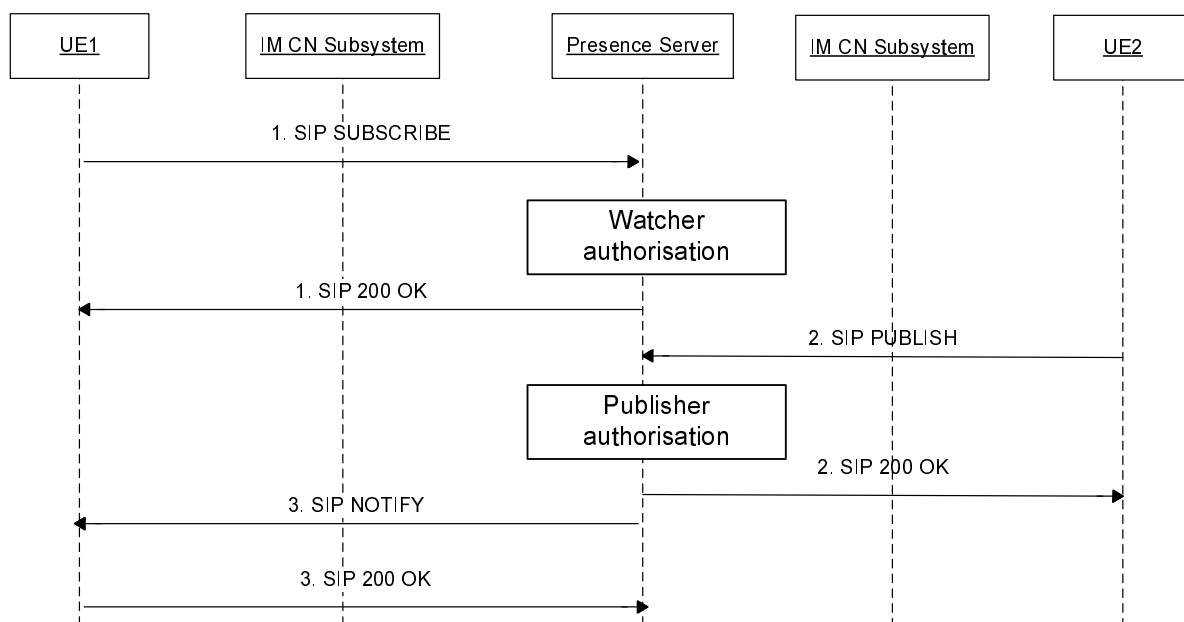 UE1
IM CN Subsystem
Presence Server
IM CN Subsystem
UE2
1. SIP SUBSCRIBE
Watcher
authorisation
1. SIP 200 OK
2. SIP PUBLISH
Publisher
authorisation
2. SIP 200 OK
3. SIP NOTIFY
3. SIP 200 OK